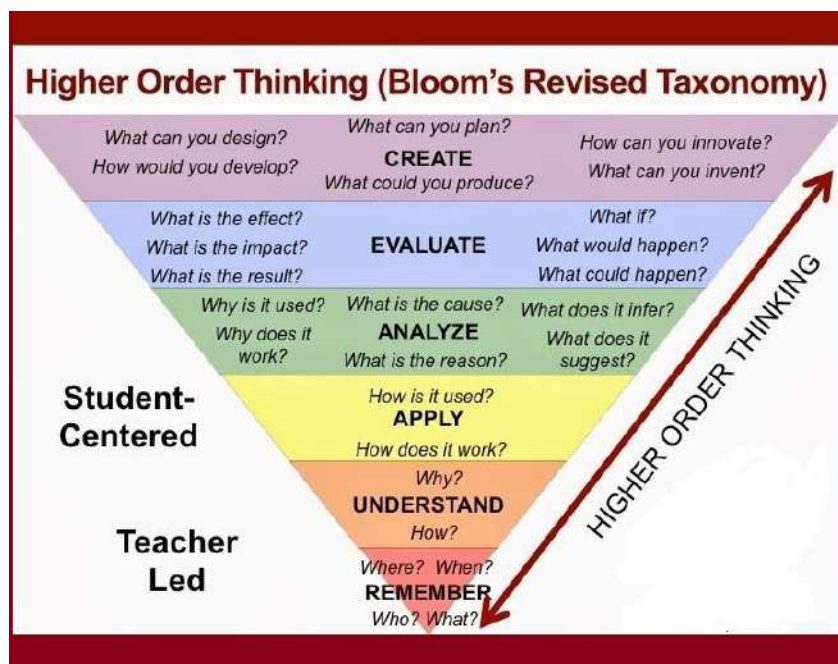 Higher Order Thinking (Bloom's Revised Taxonomy)
What can you design?
How would you develop?
What can you plan?
CREATE
What could you produce?
How can you innovate?
What can you invent?
What is the effect?
What is the impact?
What is the result?
EVALUATE
What if?
What would happen?
What could happen?
Why is it used?
Why does it
work?
What is the cause?
ANALYZE
What is the reason?
What does it infer?
What does it
suggest?
Student-
Centered
How is it used?
APPLY
How does it work?
Why?
UNDERSTAND
How?
Teacher
Led
Where? When?
REMEMBER
Who? What?
HIGHER ORDER THINKING